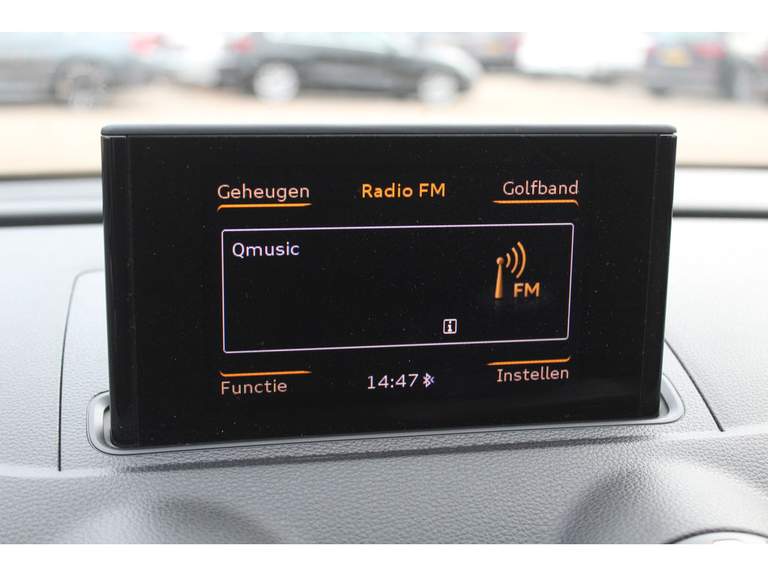 Geheugen Radio FM Golfband
Qmusic
FM
i
Functie 14:47 Instellen